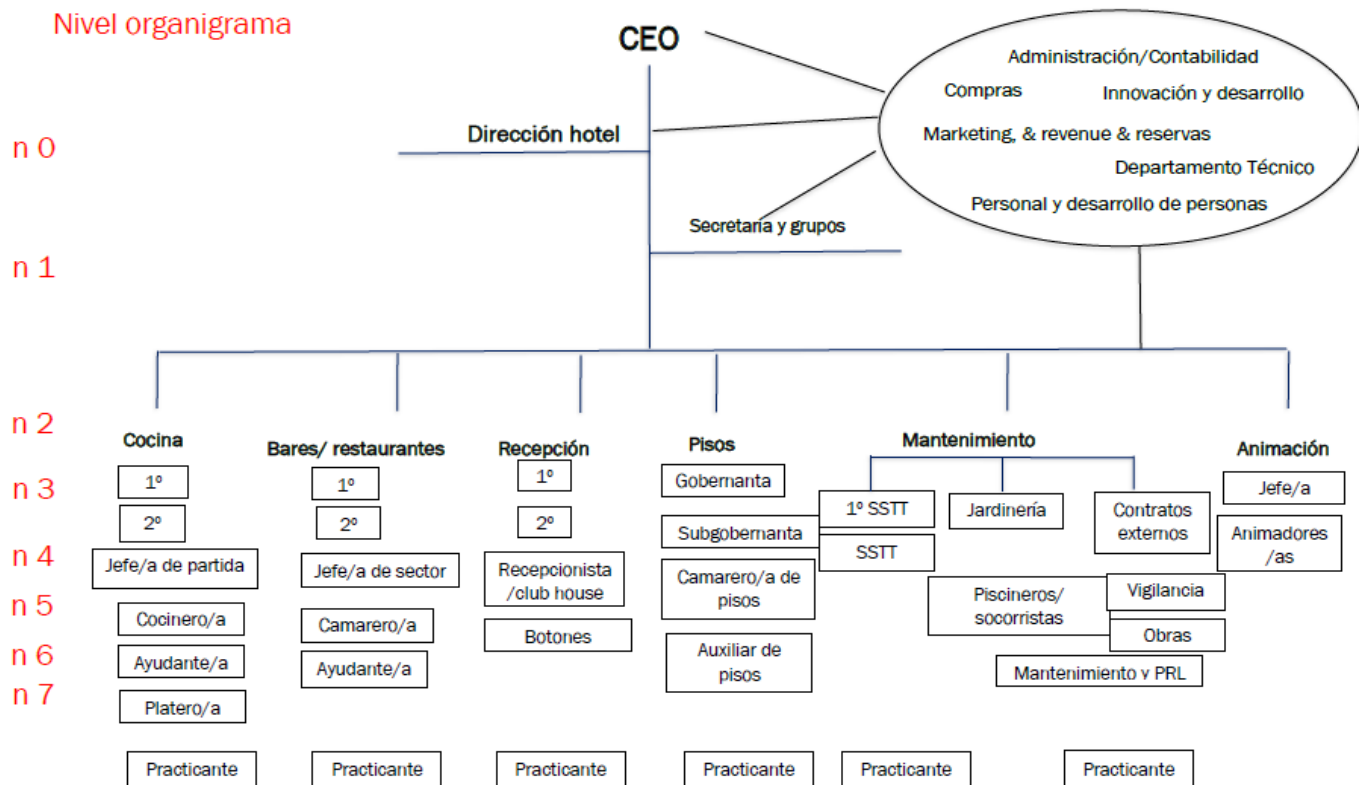 Nivel organigrama
CEO
Administración/Contabilidad
Compras
Innovación y desarrollo
Dirección hotel
Marketing, & revenue & reservas
n 0
Departamento Técnico
Personal y desarrollo de personas
Secretaría y grupos
n 1
n 2
Cocina
Bares/ restaurantes
Recepción
Pisos
Mantenimiento
Animación
n 3
1º
1º
1º
Gobernanta
1º SSTT
Jardinería
Contratos
externos
Jefe/a
2º
2º
2º
Subgobernanta
SSTT
Animadores
/as
n 4
Jefe/a de partida
Jefe/a de sector
Recepcionista
/club house
Camarero/a de
pisos
Piscineros/
socorristas
Vigilancia
n 5
Cocinero/a
Camarero/a
Botones
Obras
n 6
Ayudante/a
Ayudante/a
Auxiliar de
pisos
Mantenimiento y PRL
n 7
Platero/a
Practicante
Practicante
Practicante
Practicante
Practicante
Practicante